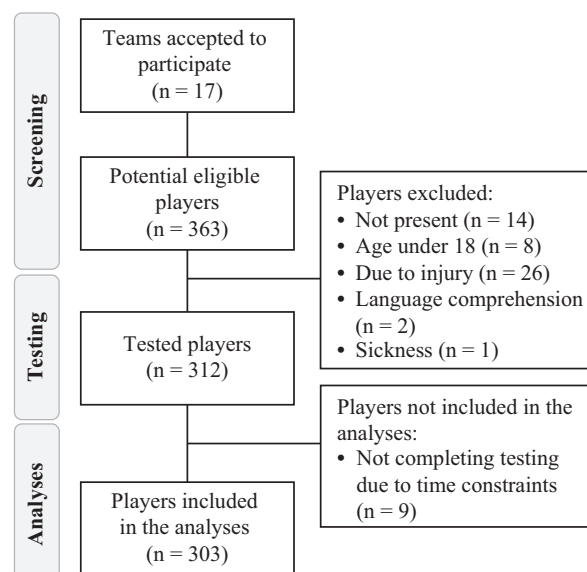 Screening
Teams accepted to
participate
(n = 17)
Potential eligible
players
(n = 363)
Players excluded:
• Not present (n = 14)
• Age under 18 (n = 8)
• Due to injury (n = 26)
• Language comprehension
(n = 2)
• Sickness (n = 1)
Testing
Tested players
(n = 312)
Players not included in the
analyses:
• Not completing testing
due to time constraints
(n = 9)
Analyses
Players included
in the analyses
(n = 303)